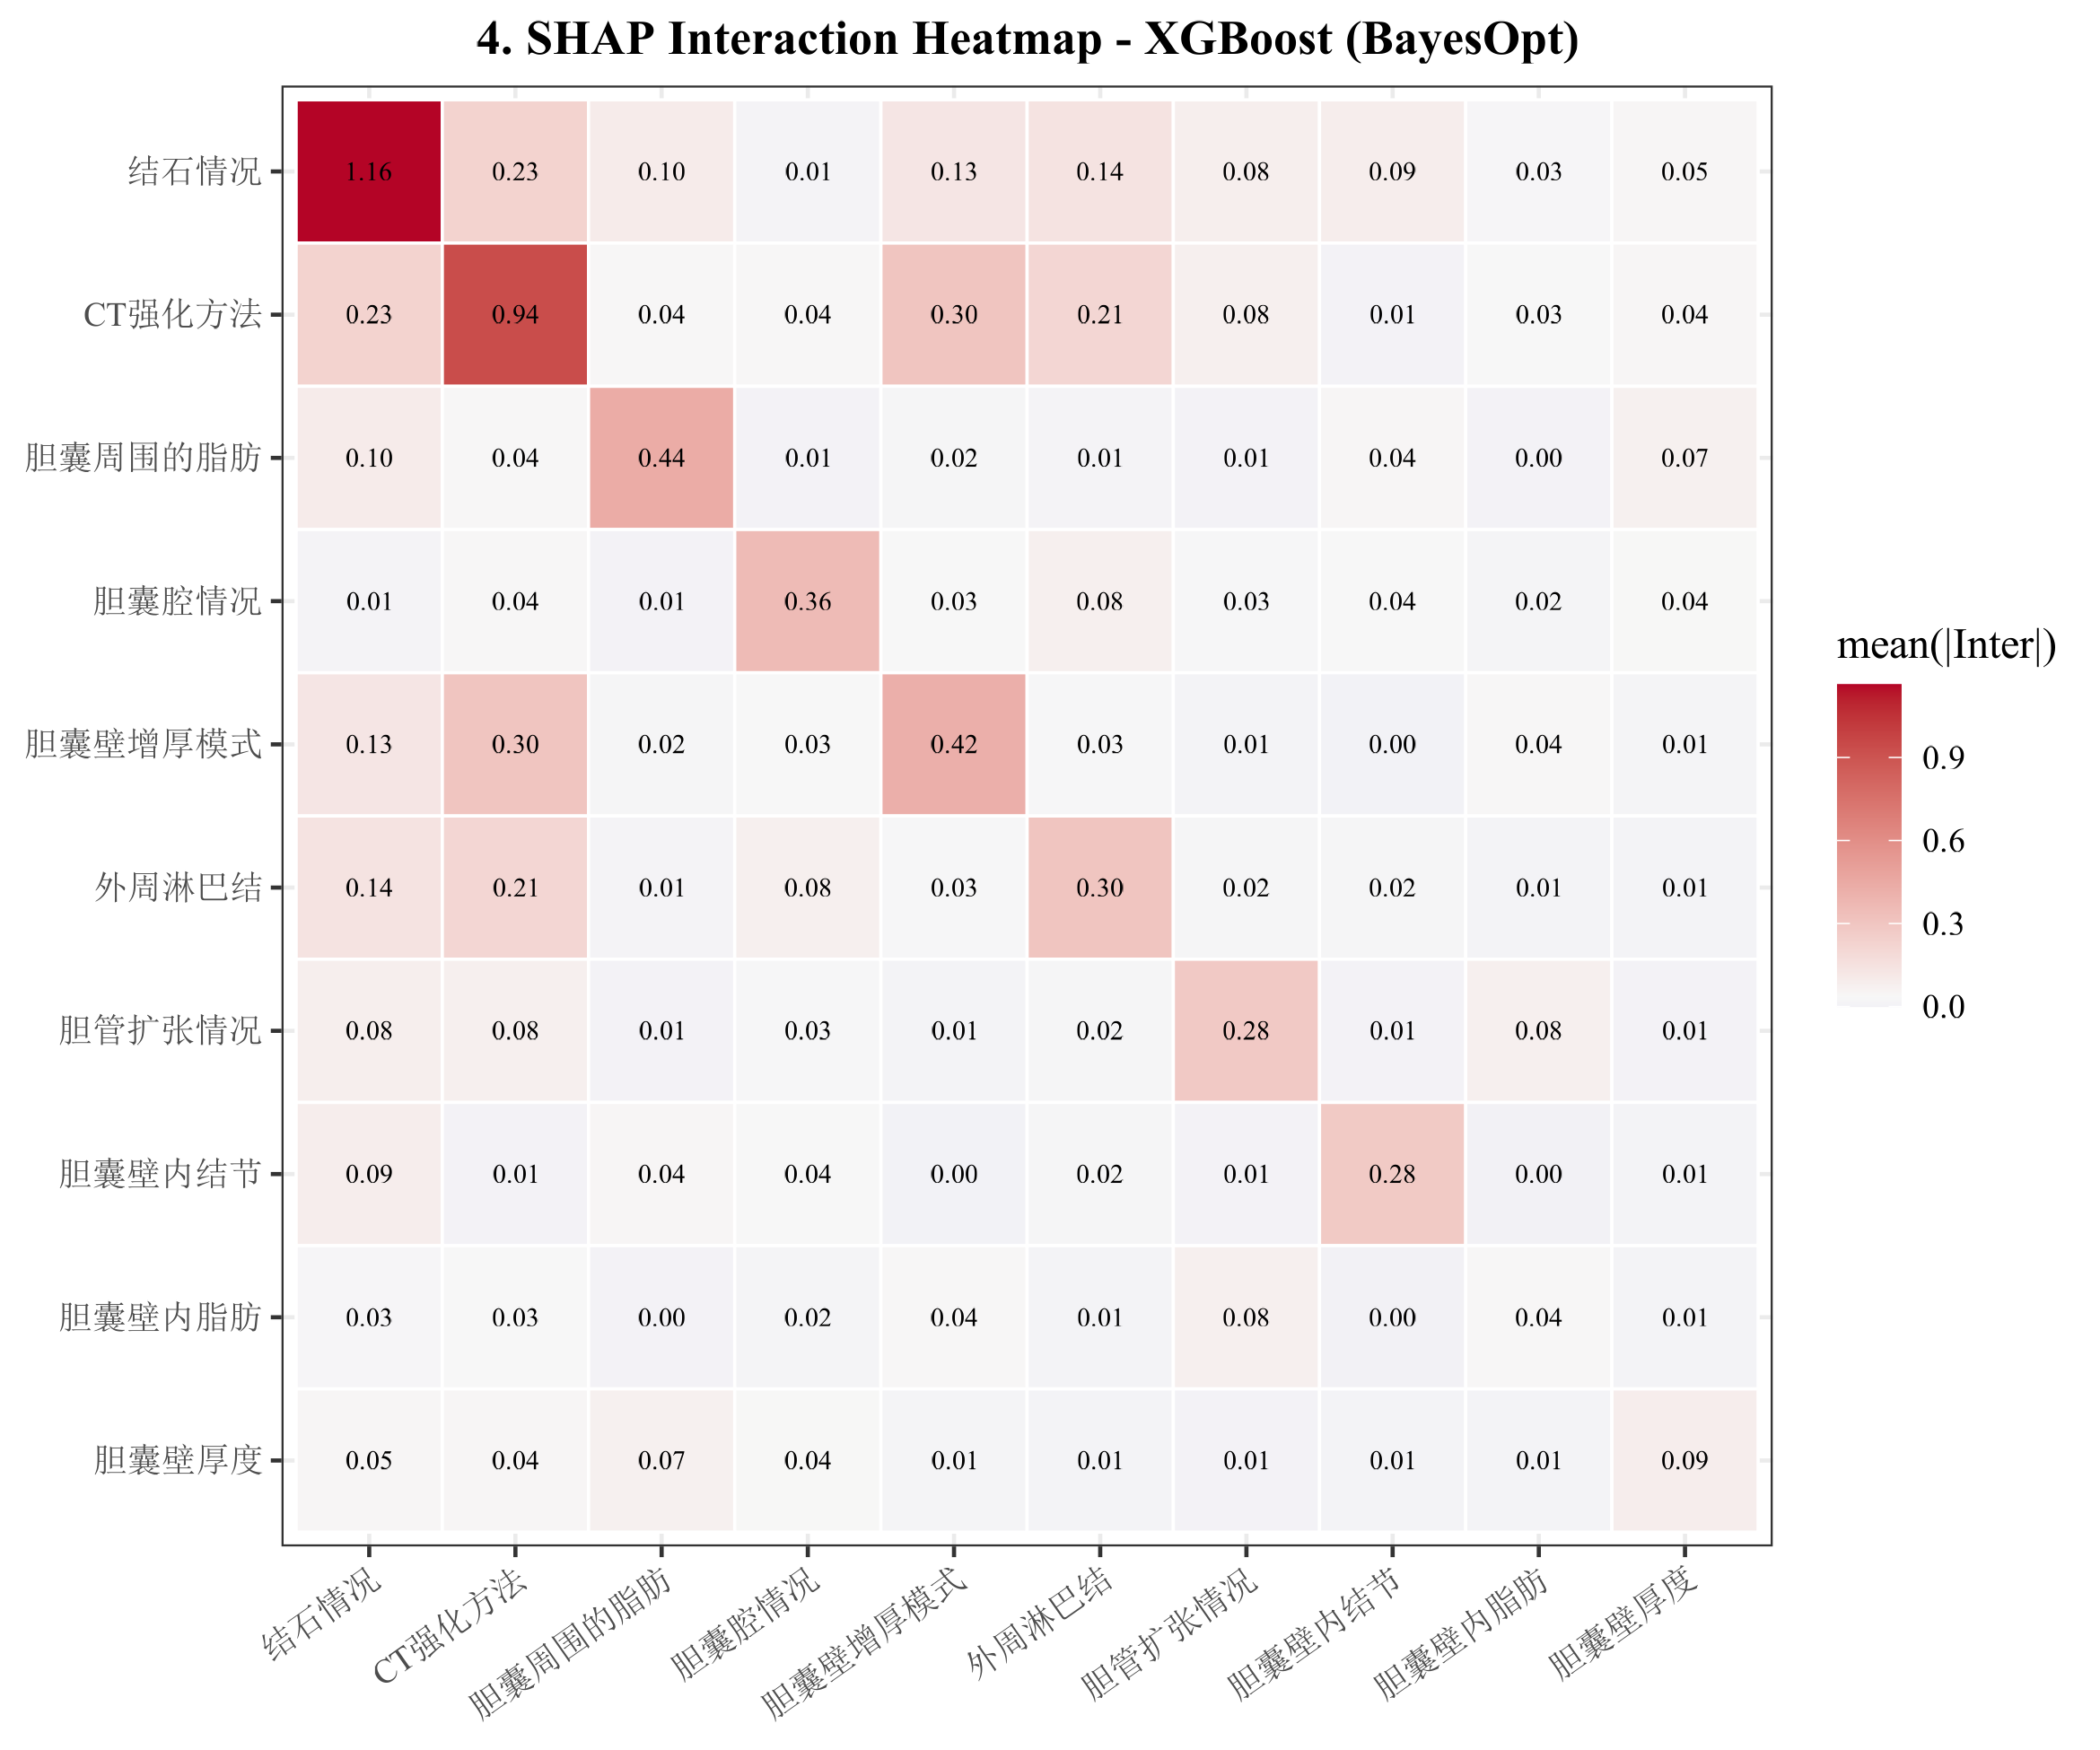 4. SHAP Interaction Heatmap - XGBoost (BayesOpt)
结石情况 1.16 0.23 0.10 0.01 0.13 0.14 0.08 0.09 0.03 0.05
CT强化方法 0.23 0.94 0.04 0.04 0.30 0.21 0.08 0.01 0.03 0.04
胆囊周围的脂肪 0.10 0.04 0.44 0.01 0.02 0.01 0.01 0.04 0.00 0.07
胆囊腔情况 0.01 0.04 0.01 0.36 0.03 0.08 0.03 0.04 0.02 0.04
胆囊壁增厚模式 0.13 0.30 0.02 0.03 0.42 0.03 0.01 0.00 0.04 0.01
外周淋巴结 0.14 0.21 0.01 0.08 0.03 0.30 0.02 0.02 0.01 0.01
胆管扩张情况 0.08 0.08 0.01 0.03 0.01 0.02 0.28 0.01 0.08 0.01
胆囊壁内结节 0.09 0.01 0.04 0.04 0.00 0.02 0.01 0.28 0.00 0.01
胆囊壁内脂肪 0.03 0.03 0.00 0.02 0.04 0.01 0.08 0.00 0.04 0.01
胆囊壁厚度 0.05 0.04 0.07 0.04 0.01 0.01 0.01 0.01 0.01 0.09
结石情况
CT强化方法
胆囊周围的脂肪
胆囊腔情况
胆囊壁增厚模式
外周淋巴结
胆管扩张情况
胆囊壁内结节
胆囊壁内脂肪
胆囊壁厚度
mean(|Inter|)
0.9
0.6
0.3
0.0